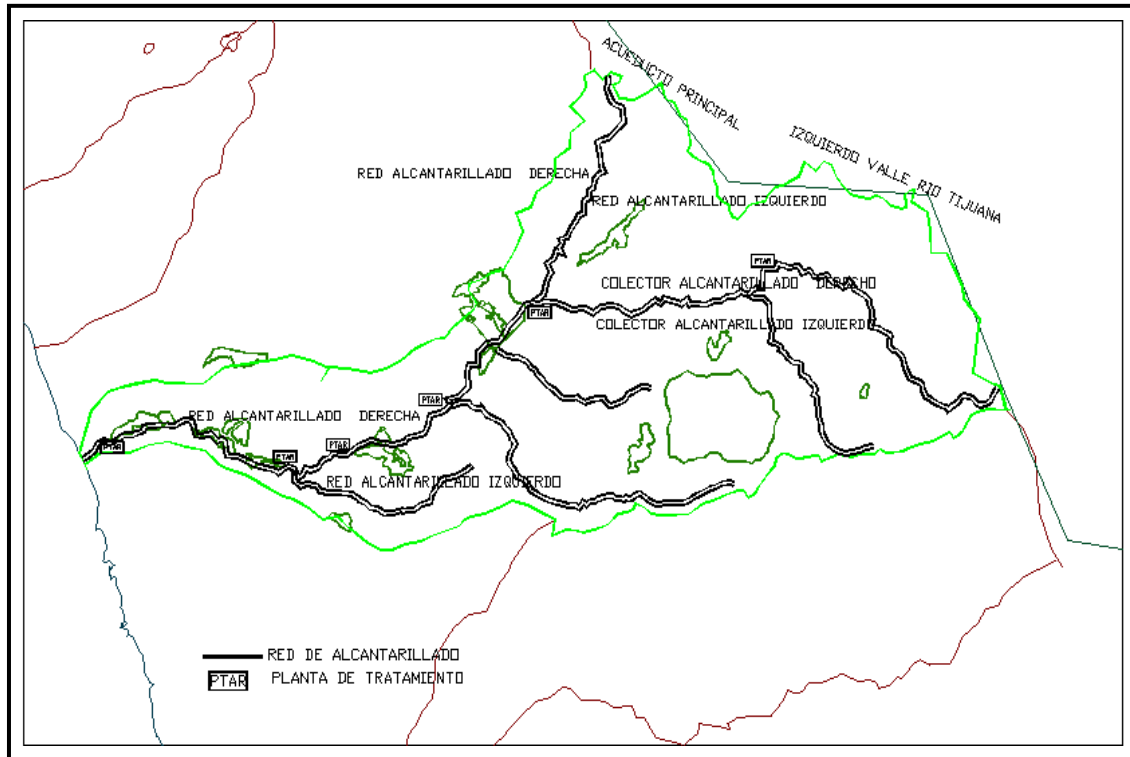 ACUEDUCTO PRINCIPAL
IZQUIERDO VALLE RIO TIJUANA
RED ALCANTARILLADO DERECHA
RED ALCANTARILLADO IZQUIERDO
PTAR
COLECTOR ALCANTARILLADO DERECHO
PTAR
COLECTOR ALCANTARILLADO IZQUIERDO
PTAR
RED ALCANTARILLADO DERECHA
PTAR
PTAR
PTAR
RED ALCANTARILLADO IZQUIERDO
RED DE ALCANTARILLADO
PTAR PLANTA DE TRATAMIENTO